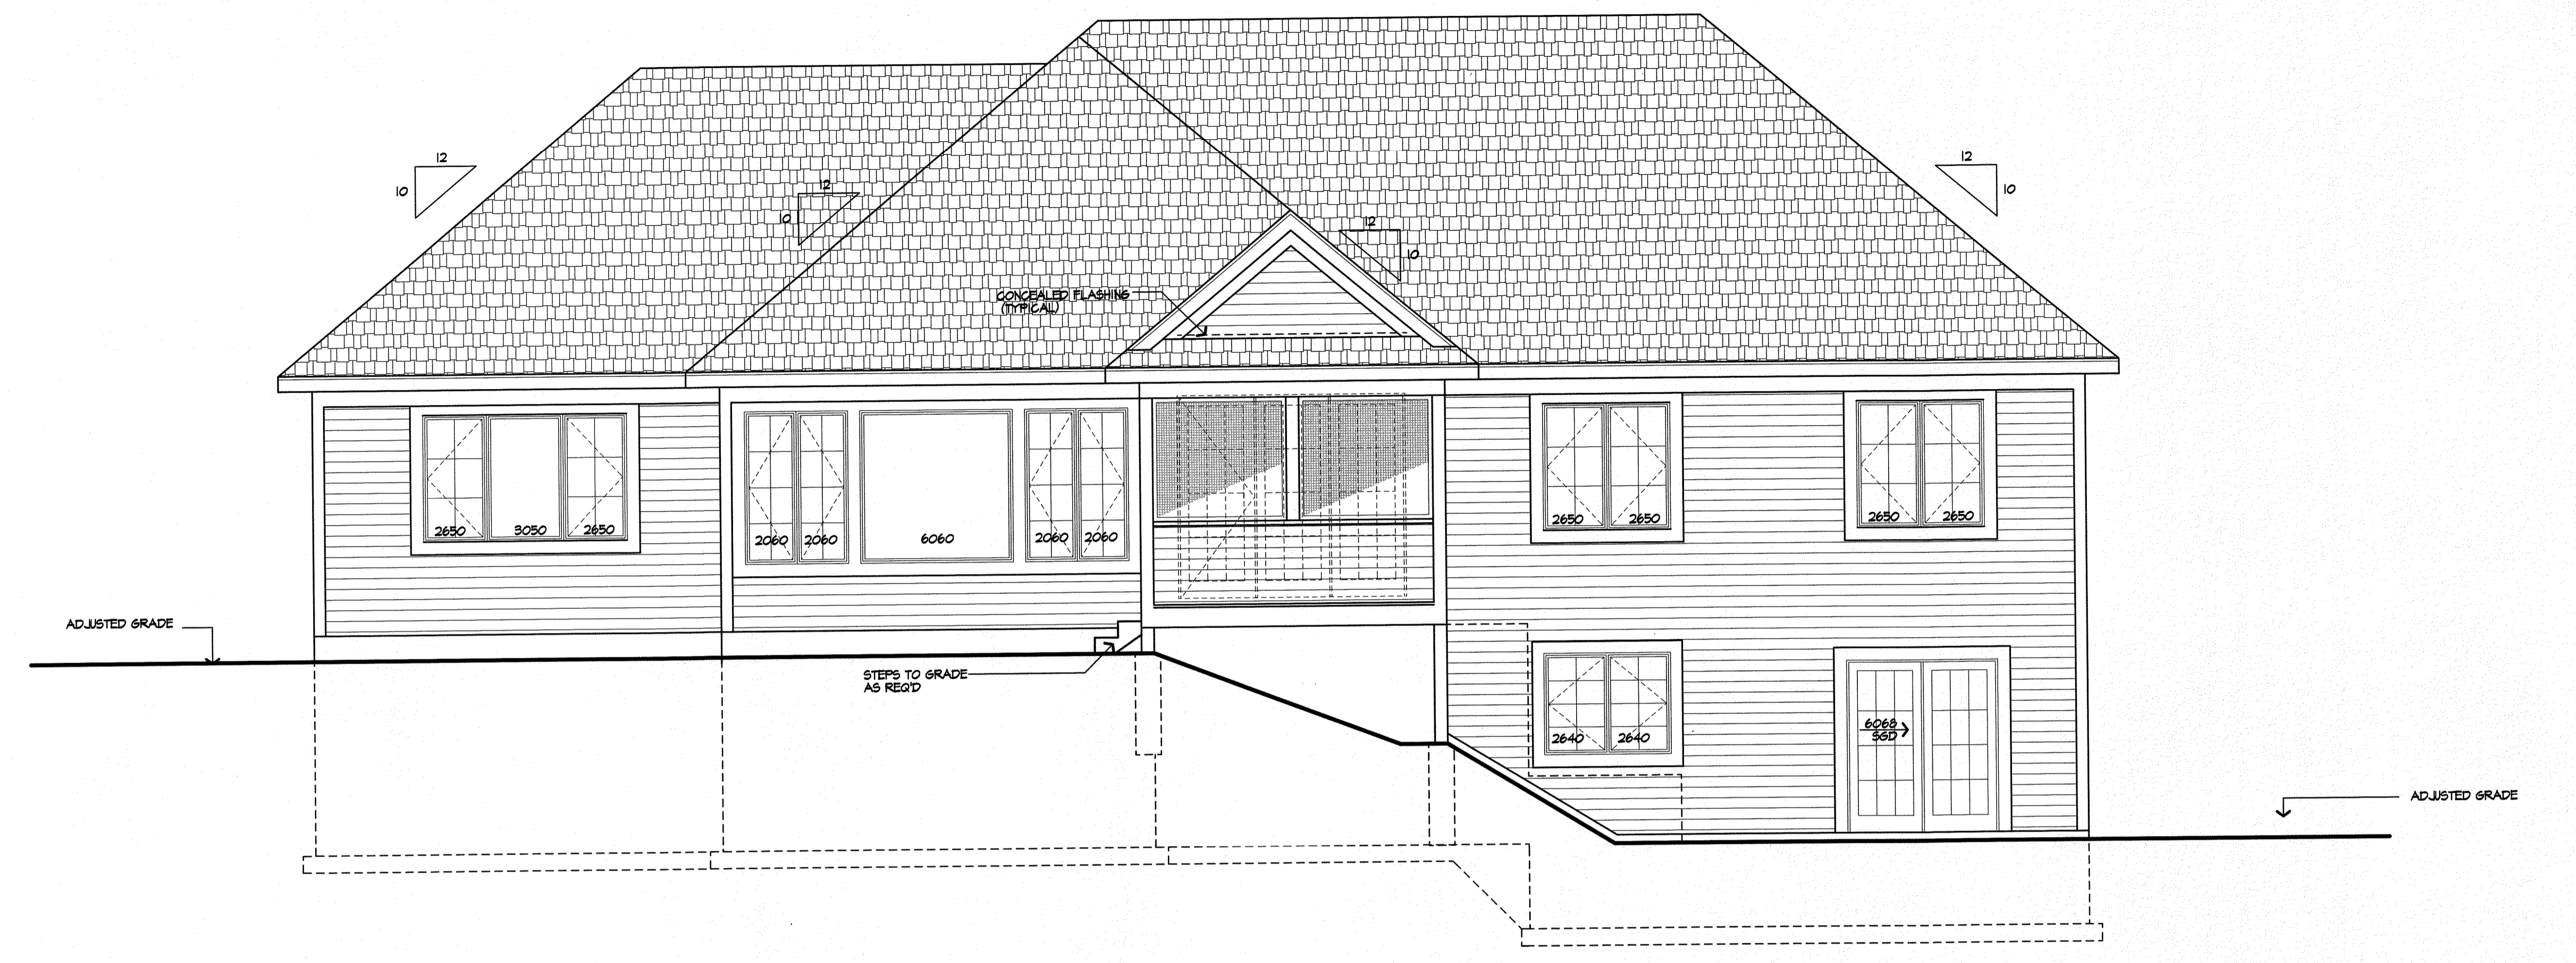 12
10
12
10
12
10
12
10
CONCEALED FLASHING
(TYPICAL)
2650 3050 2650
2060 2060 6060 2060 2060
2650 2650
2650 2650
ADJUSTED GRADE
STEPS TO GRADE
AS REQ'D
2640 2640
6068
SGD
ADJUSTED GRADE